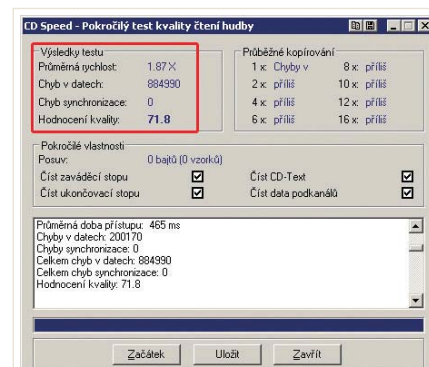 CD Speed - Pokročilý test kvality čtení hudby
Výsledky testu
Průměrná rychlost: 1.87 X
Chyb v datech: 884990
Chyb synchronizace: 0
Hodnocení kvality: 71.8
Průběžné kopírování
1 x: Chyby v 8 x: příliš
2 x: příliš 10 x: příliš
4 x: příliš 12 x: příliš
6 x: příliš 16 x: příliš
Pokročilé vlastnosti
Posuv: 0 bajtů (0 vzorků)
Číst zaváděcí stopu Číst CD-Text
Číst ukončovací stopu Číst data podkanálů
Průměrná doba přístupu: 465 ms
Chyby v datech: 200170
Chyby synchronizace: 0
Celkem chyb v datech: 884990
Celkem chyb synchronizace: 0
Hodnocení kvality: 71.8
Začátek Uložit Zavřít